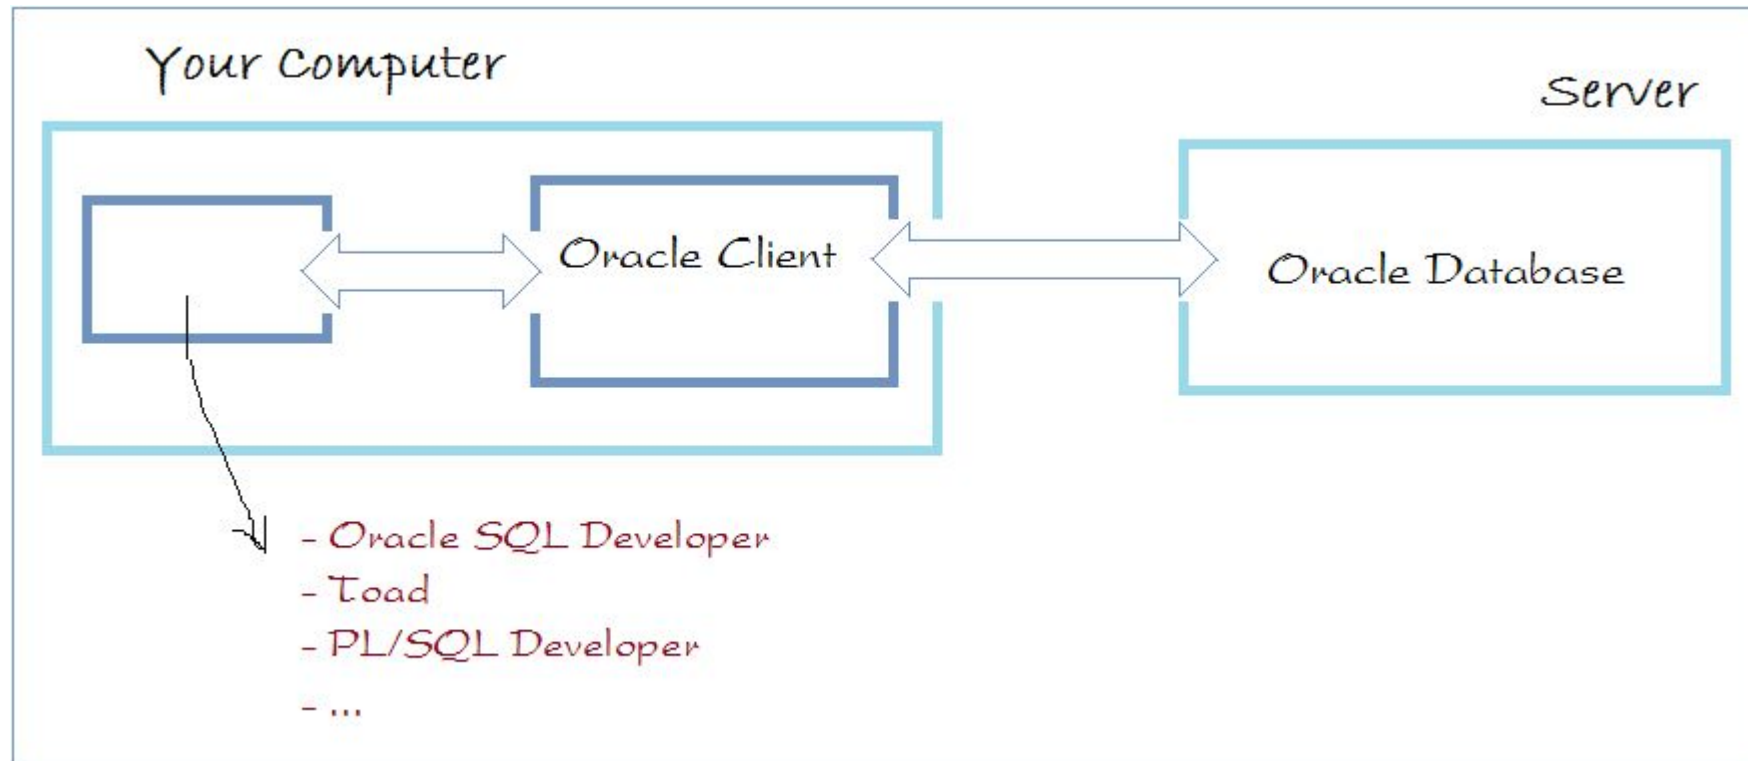 Your Computer
Server
Oracle Client
Oracle Database
- Oracle SQL Developer
- Toad
- PL/SQL Developer
- ...